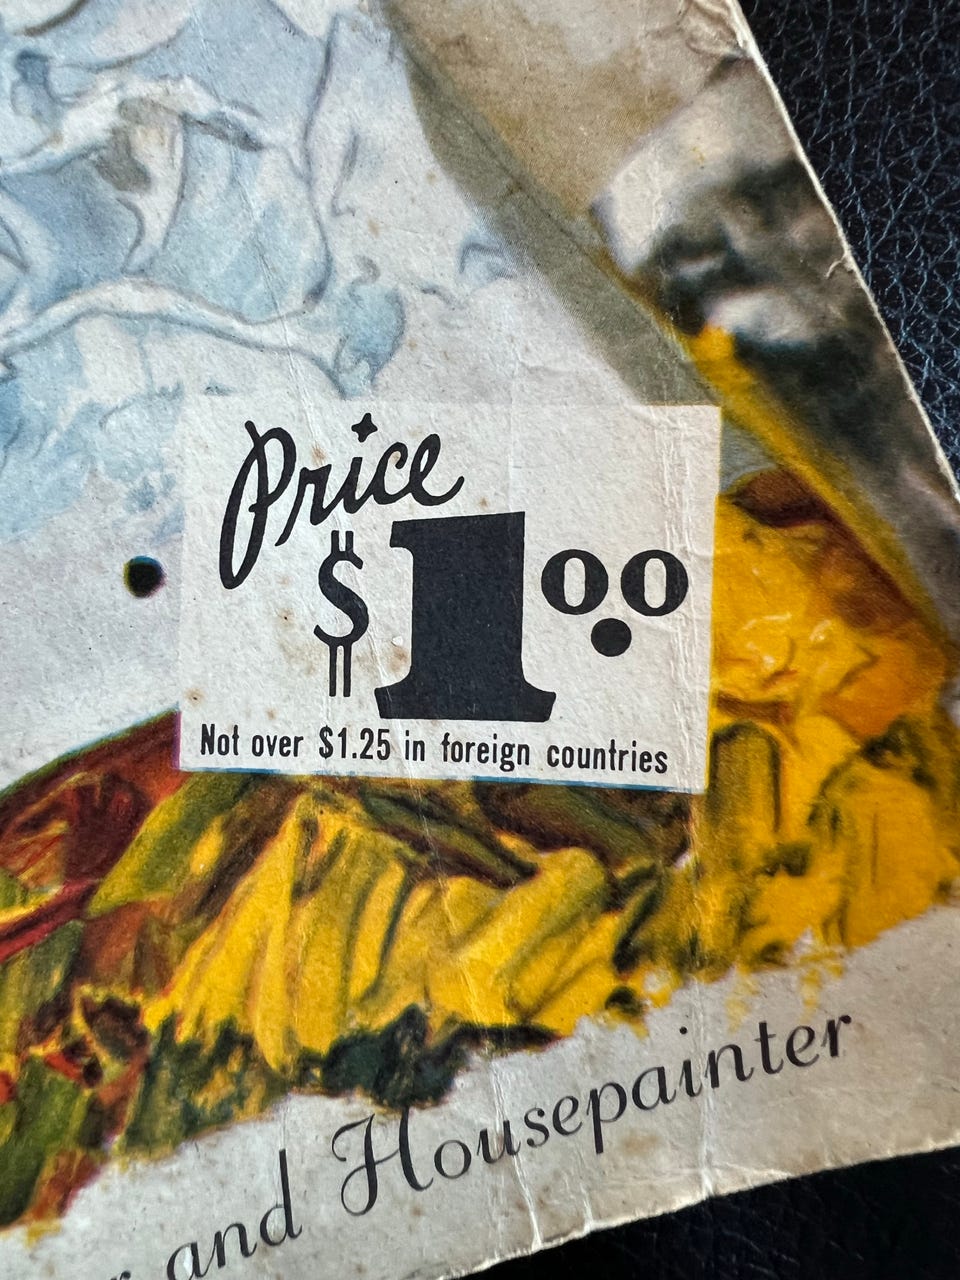 Price
$1.00
Not over $1.25 in foreign countries
and Housepainter